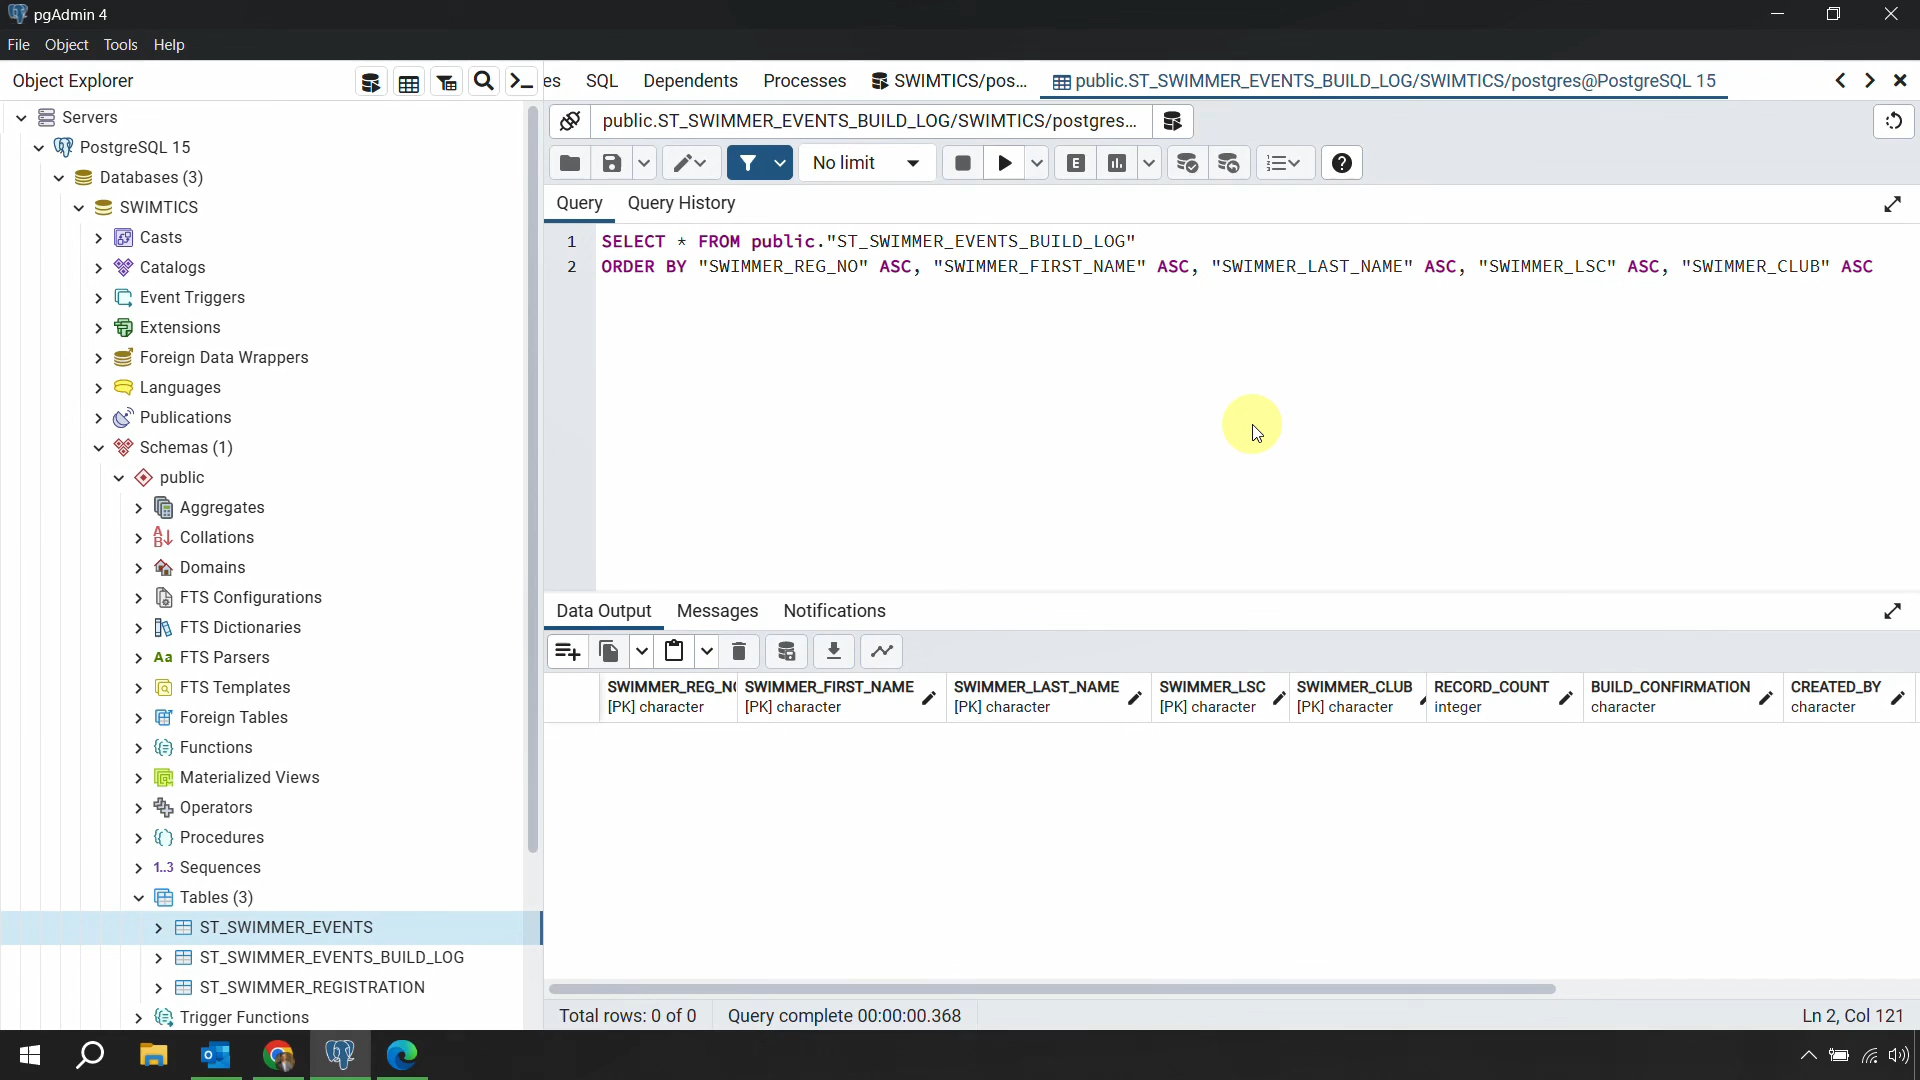 pgAdmin 4
File Object Tools Help
Object Explorer
es SQL Dependents Processes SWIMTICS/pos... public.ST_SWIMMER_EVENTS_BUILD_LOG/SWIMTICS/postgres@PostgreSQL 15
Servers
PostgreSQL 15
Databases (3)
SWIMTICS
Casts
Catalogs
Event Triggers
Extensions
Foreign Data Wrappers
Languages
Publications
Schemas (1)
public
Aggregates
Collations
Domains
FTS Configurations
FTS Dictionaries
Aa FTS Parsers
FTS Templates
Foreign Tables
Functions
Materialized Views
Operators
Procedures
1..3 Sequences
Tables (3)
ST_SWIMMER_EVENTS
ST_SWIMMER_EVENTS_BUILD_LOG
ST_SWIMMER_REGISTRATION
Trigger Functions
public.ST_SWIMMER_EVENTS_BUILD_LOG/SWIMTICS/postgres...
No limit E
Query Query History
1 SELECT * FROM public."ST_SWIMMER_EVENTS_BUILD_LOG"
2 ORDER BY "SWIMMER_REG_NO" ASC, "SWIMMER_FIRST_NAME" ASC, "SWIMMER_LAST_NAME" ASC, "SWIMMER_LSC" ASC, "SWIMMER_CLUB" ASC
Data Output Messages Notifications
SWIMMER_REG_NO SWIMMER_FIRST_NAME SWIMMER_LAST_NAME SWIMMER_LSC SWIMMER_CLUB RECORD_COUNT BUILD_CONFIRMATION CREATED_BY
[PK] character [PK] character [PK] character [PK] character [PK] character integer character character
Total rows: 0 of 0 Query complete 00:00:00.368 Ln 2, Col 121